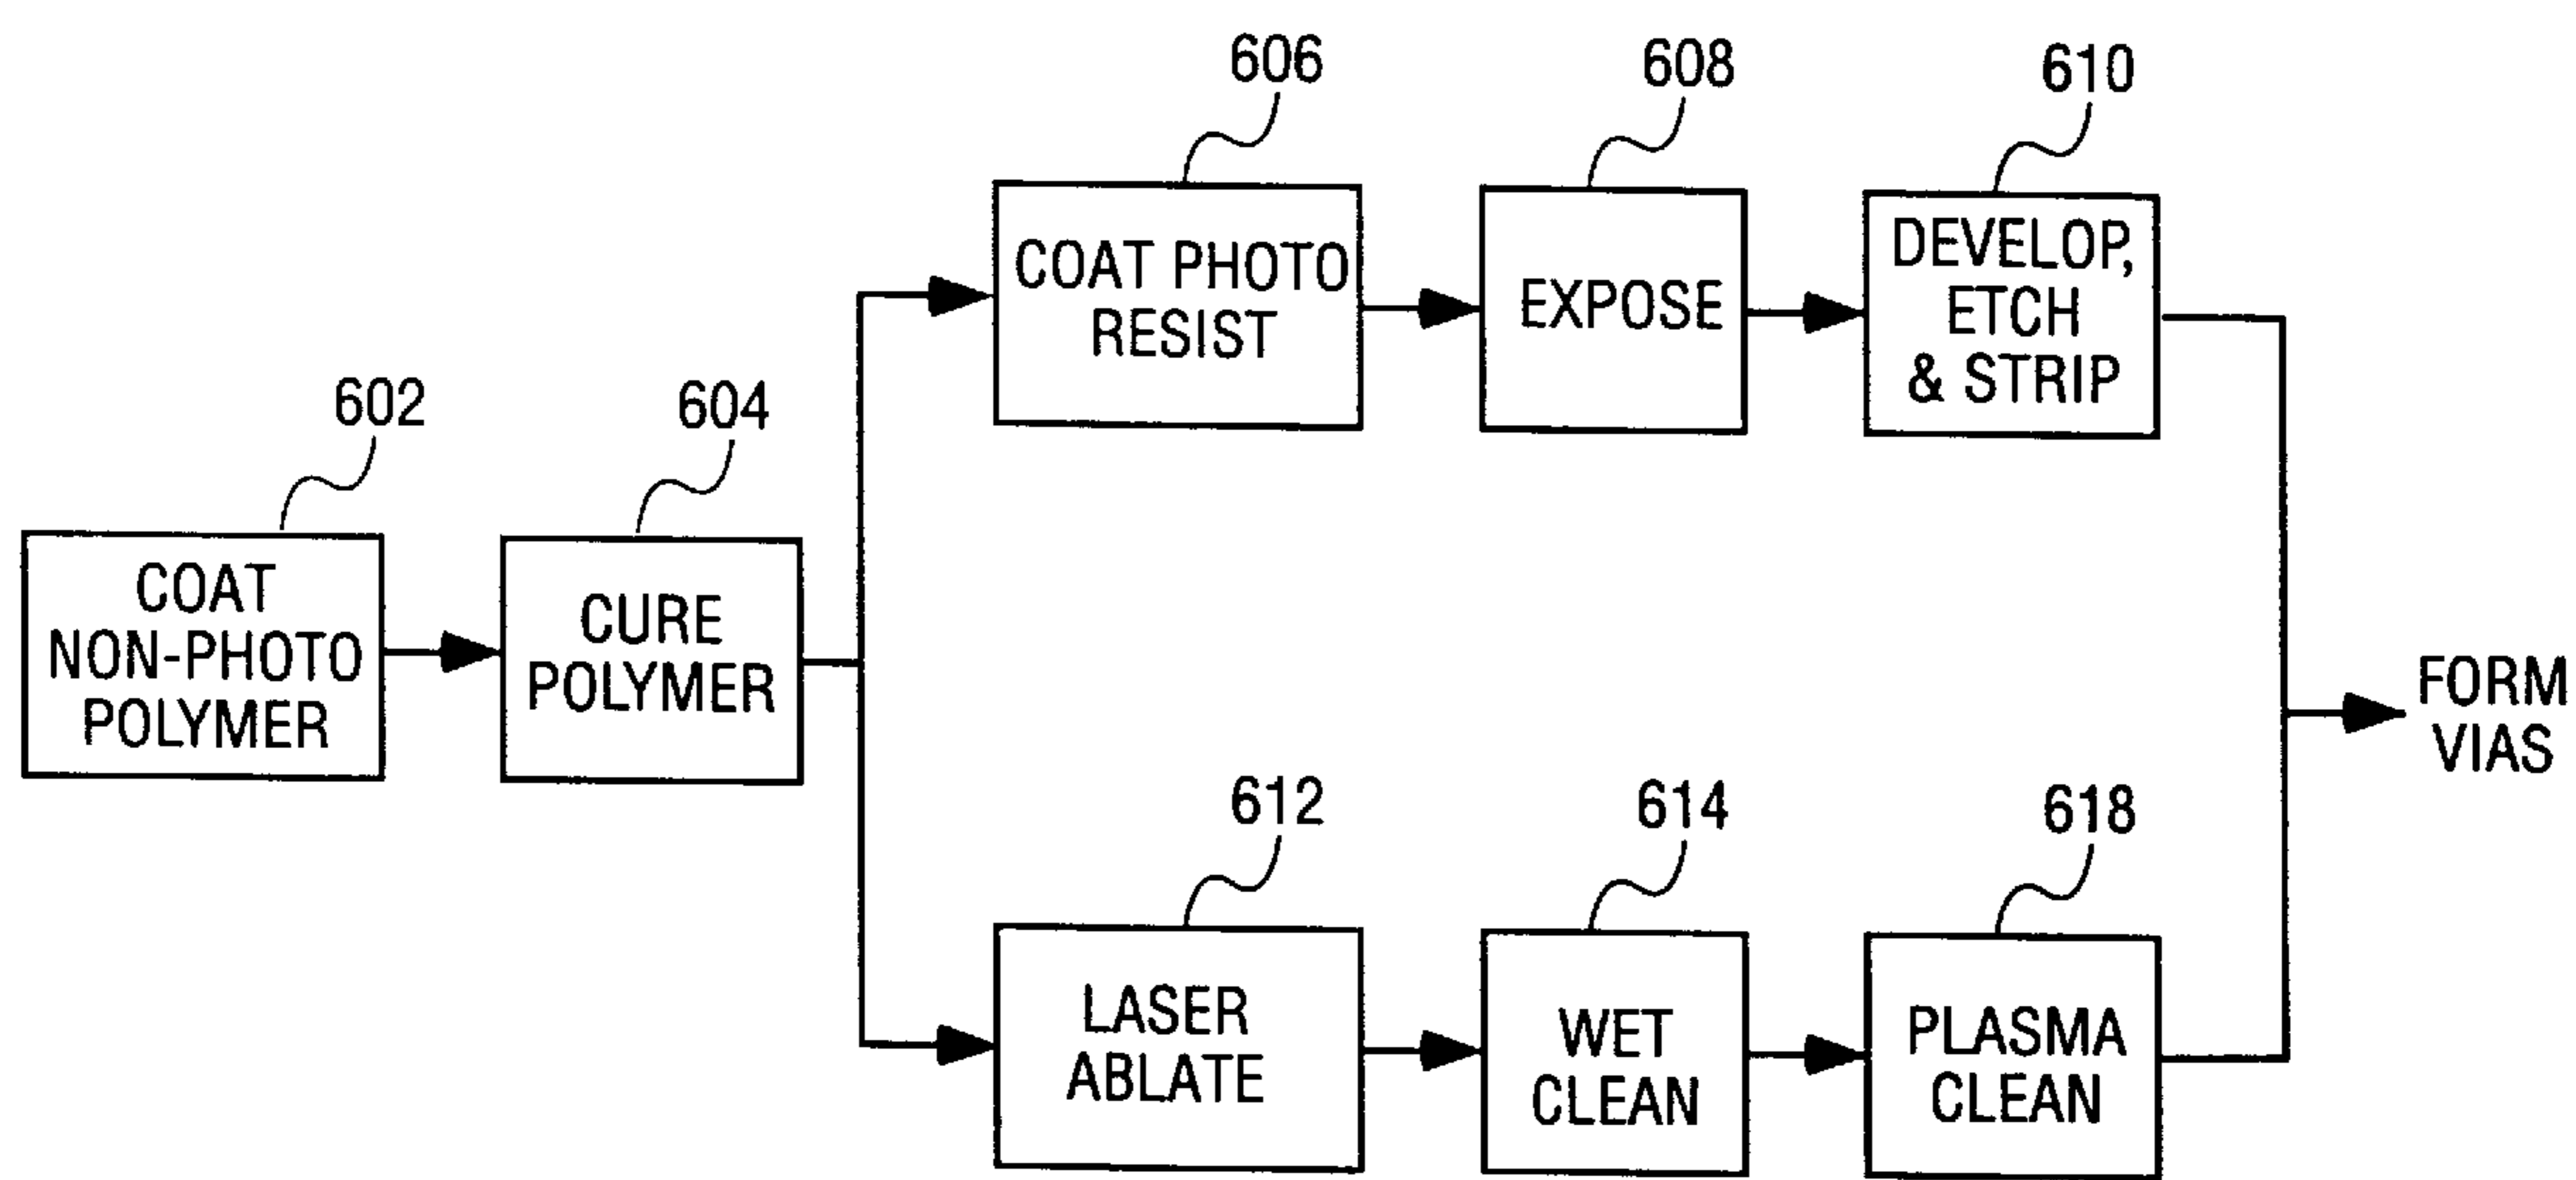 606
COAT PHOTO
RESIST
608
EXPOSE
610
DEVELOP,
ETCH
& STRIP
602
COAT
NON-PHOTO
POLYMER
604
CURE
POLYMER
612
LASER
ABLATE
614
WET
CLEAN
618
PLASMA
CLEAN
FORM
VIAS